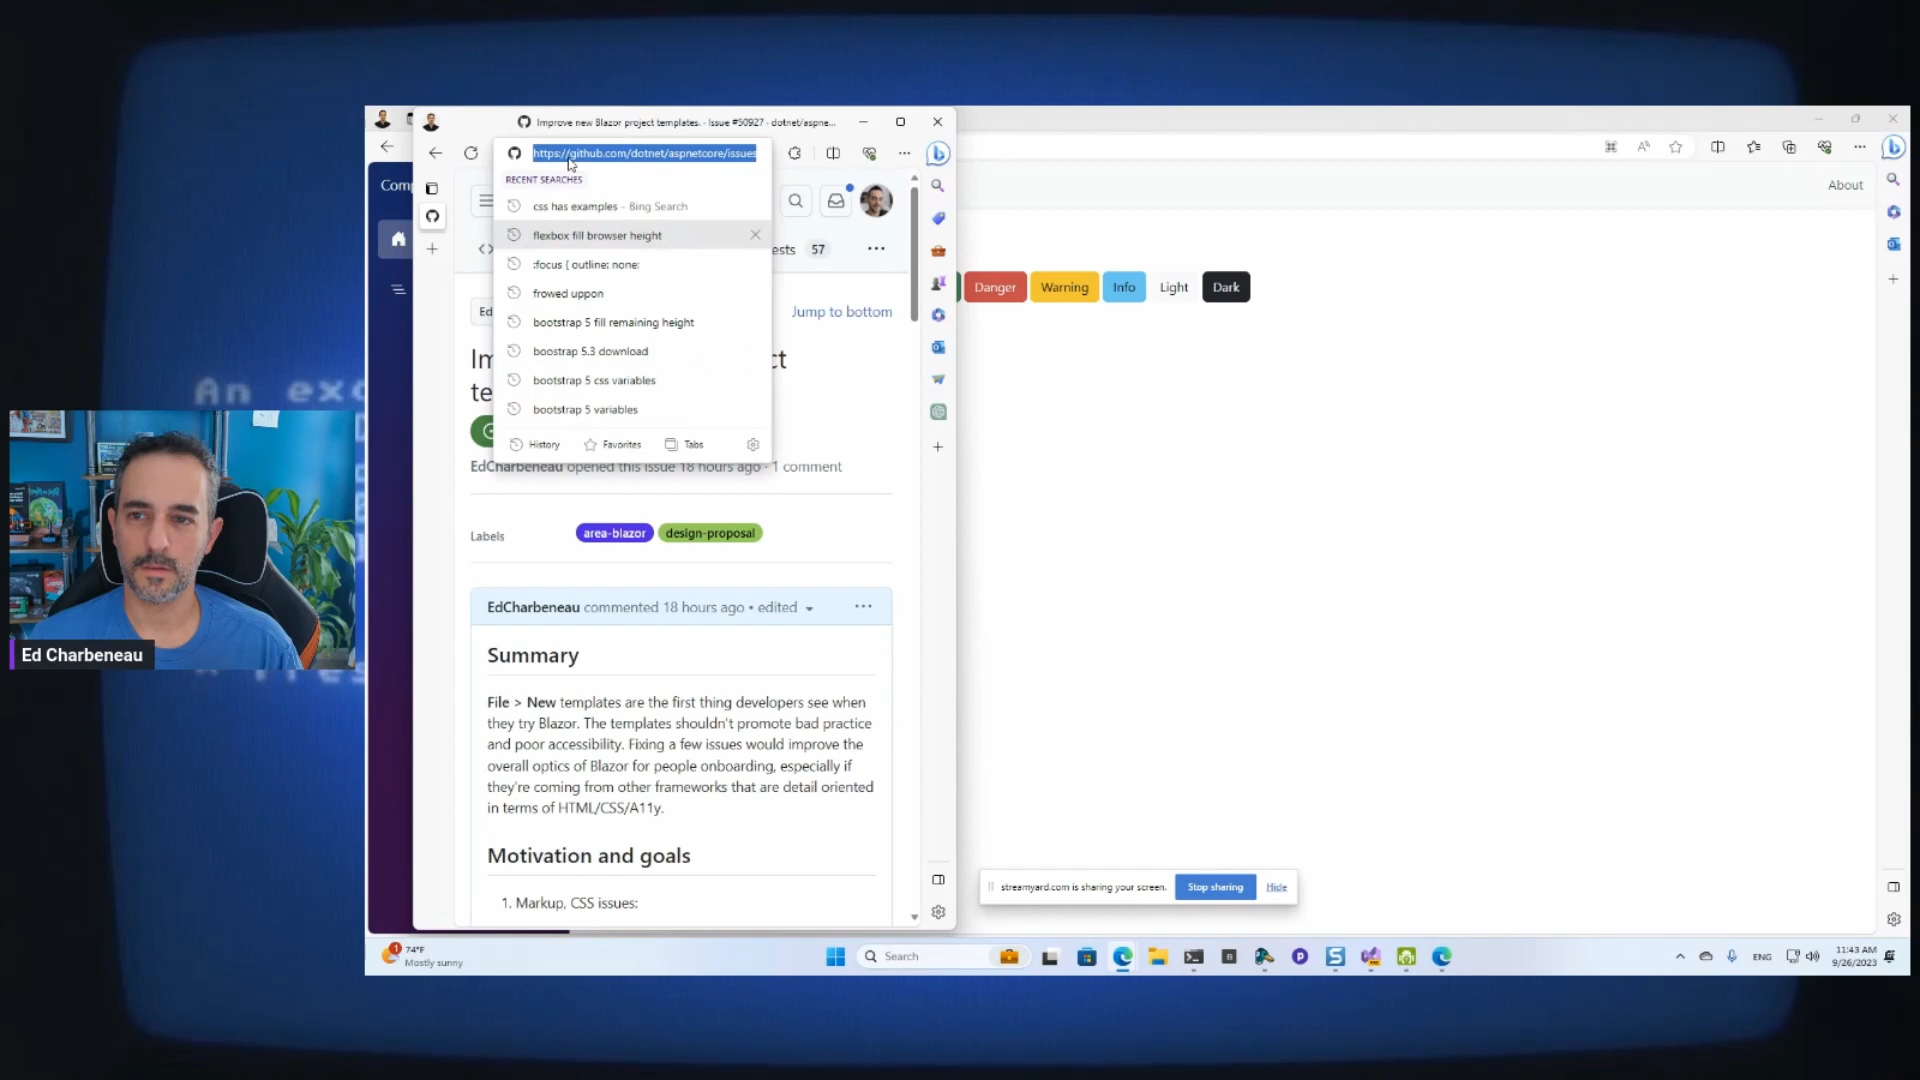 An exc
Ed Charbeneau
Improve new Blazor project templates. · Issue #50927 · dotnet/aspne...
https://github.com/dotnet/aspnetcore/issues
RECENT SEARCHES
css has examples – Bing Search
flexbox fill browser height
:focus { outline: none;
frowed uppon
bootstrap 5 fill remaining height
boostrap 5.3 download
bootstrap 5 css variables
bootstrap 5 variables
History Favorites Tabs
Com
About
ests 57
Ed
Jump to bottom
Im ct
te
EdCharbeneau opened this issue 18 hours ago · 1 comment
Labels area-blazor design-proposal
EdCharbeneau commented 18 hours ago • edited
Summary
File > New templates are the first thing developers see when
they try Blazor. The templates shouldn't promote bad practice
and poor accessibility. Fixing a few issues would improve the
overall optics of Blazor for people onboarding, especially if
they're coming from other frameworks that are detail oriented
in terms of HTML/CSS/A11y.
Motivation and goals
1. Markup, CSS issues:
Danger Warning Info Light Dark
streamyard.com is sharing your screen. Stop sharing Hide
1 74°F
Mostly sunny
Search
ENG
11:43 AM
9/26/2023